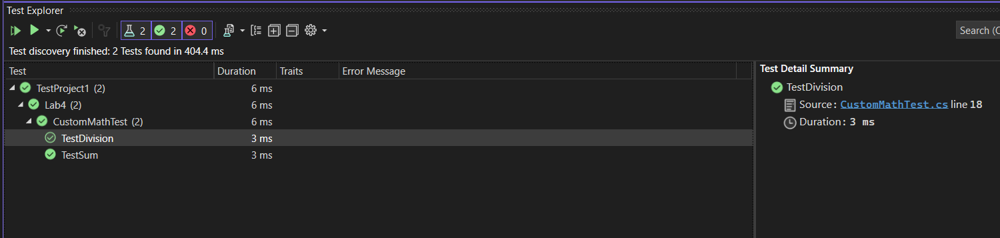 Test Explorer
2 2 0
Search (C
Test discovery finished: 2 Tests found in 404.4 ms
Test Duration Traits Error Message
TestProject1 (2) 6 ms
Lab4 (2) 6 ms
CustomMathTest (2) 6 ms
TestDivision 3 ms
TestSum 3 ms
Test Detail Summary
TestDivision
Source: CustomMathTest.cs line 18
Duration: 3 ms